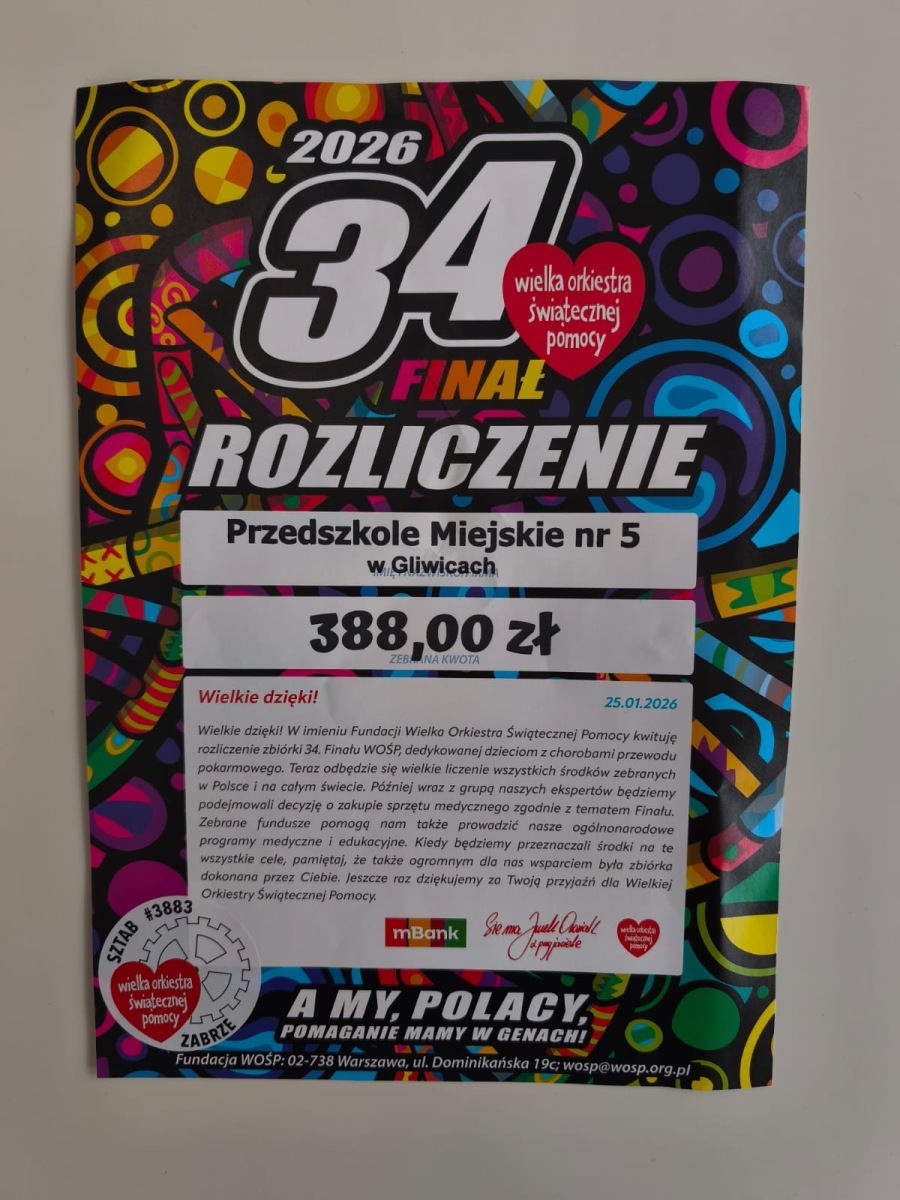 2026
34
wielka orkiestra
świątecznej
pomocy
FINAŁ
ROZLICZENIE
Przedszkole Miejskie nr 5
w Gliwicach
388,00 zł
ZEBRANA KWOTA
Wielkie dzięki!
25.01.2026
Wielkie dzięki! W imieniu Fundacji Wielka Orkiestra Świątecznej Pomocy kwituję
rozliczenie zbiórki 34. Finału WOŚP, dedykowanej dzieciom z chorobami przewodu
pokarmowego. Teraz odbędzie się wielkie liczenie wszystkich środków zebranych
w Polsce i na całym świecie. Później wraz z grupą naszych ekspertów będziemy
podejmowali decyzję o zakupie sprzętu medycznego zgodnie z tematem Finału.
Zebrane fundusze pomogą nam także prowadzić nasze ogólnonarodowe
programy medyczne i edukacyjne. Kiedy będziemy przeznaczali środki na te
wszystkie cele, pamiętaj, że także ogromnym dla nas wsparciem była zbiórka
dokonana przez Ciebie. Jeszcze raz dziękujemy za Twoją przyjaźń dla Wielkiej
Orkiestry Świątecznej Pomocy.
mBank
wielka orkiestra
świątecznej
pomocy
SZTAB #3883
wielka orkiestra
świątecznej
pomocy
ZABRZE
A MY, POLACY,
POMAGANIE MAMY W GENACH!
Fundacja WOŚP: 02-738 Warszawa, ul. Dominikańska 19c; wosp@wosp.org.pl